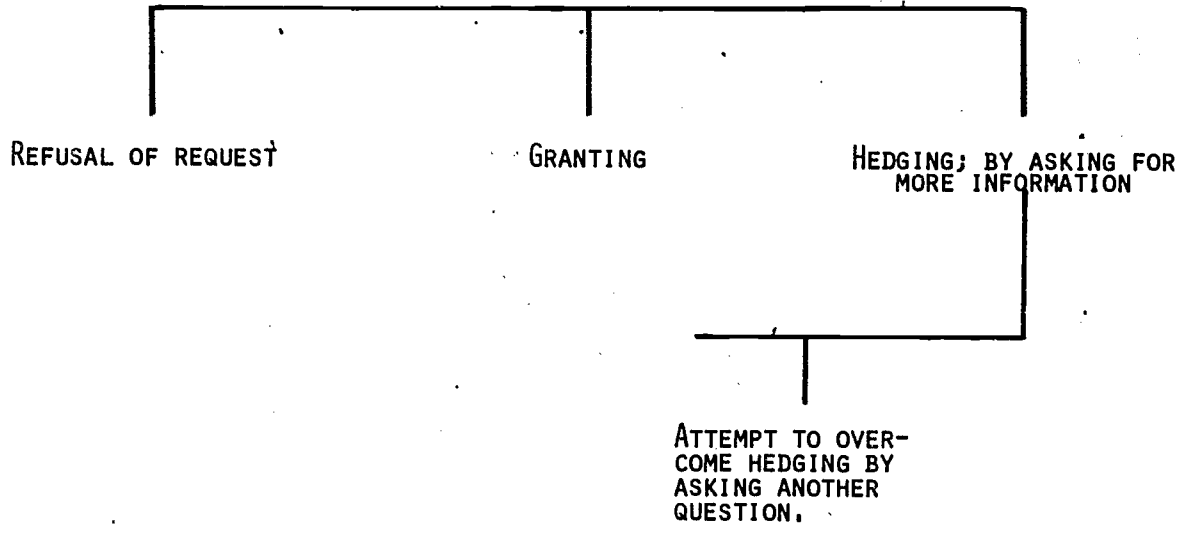 REFUSAL OF REQUEST
GRANTING
HEDGING; BY ASKING FOR
MORE INFORMATION
ATTEMPT TO OVER-
COME HEDGING BY
ASKING ANOTHER
QUESTION.